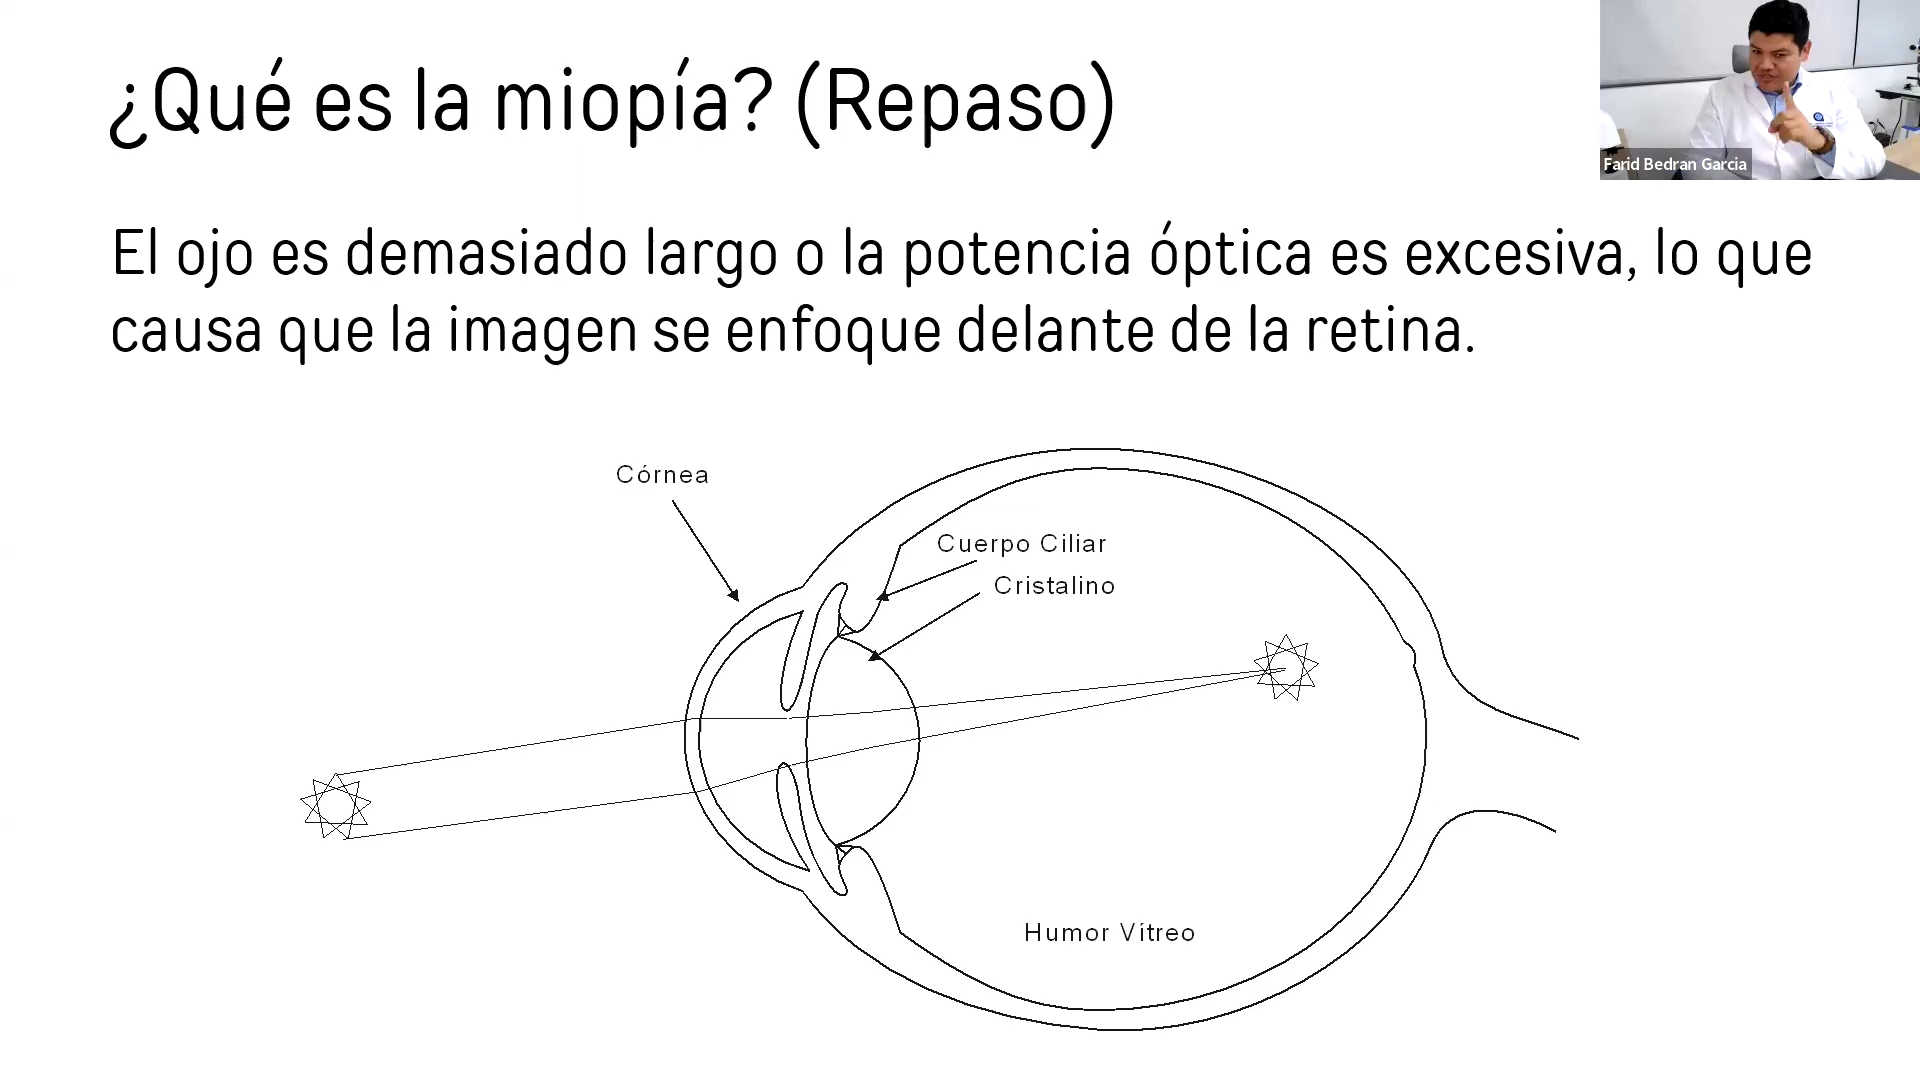 ¿Qué es la miopía? (Repaso)
Farid Bedran Garcia
El ojo es demasiado largo o la potencia óptica es excesiva, lo que
causa que la imagen se enfoque delante de la retina.
Córnea
Cuerpo Ciliar
Cristalino
Humor Vítreo